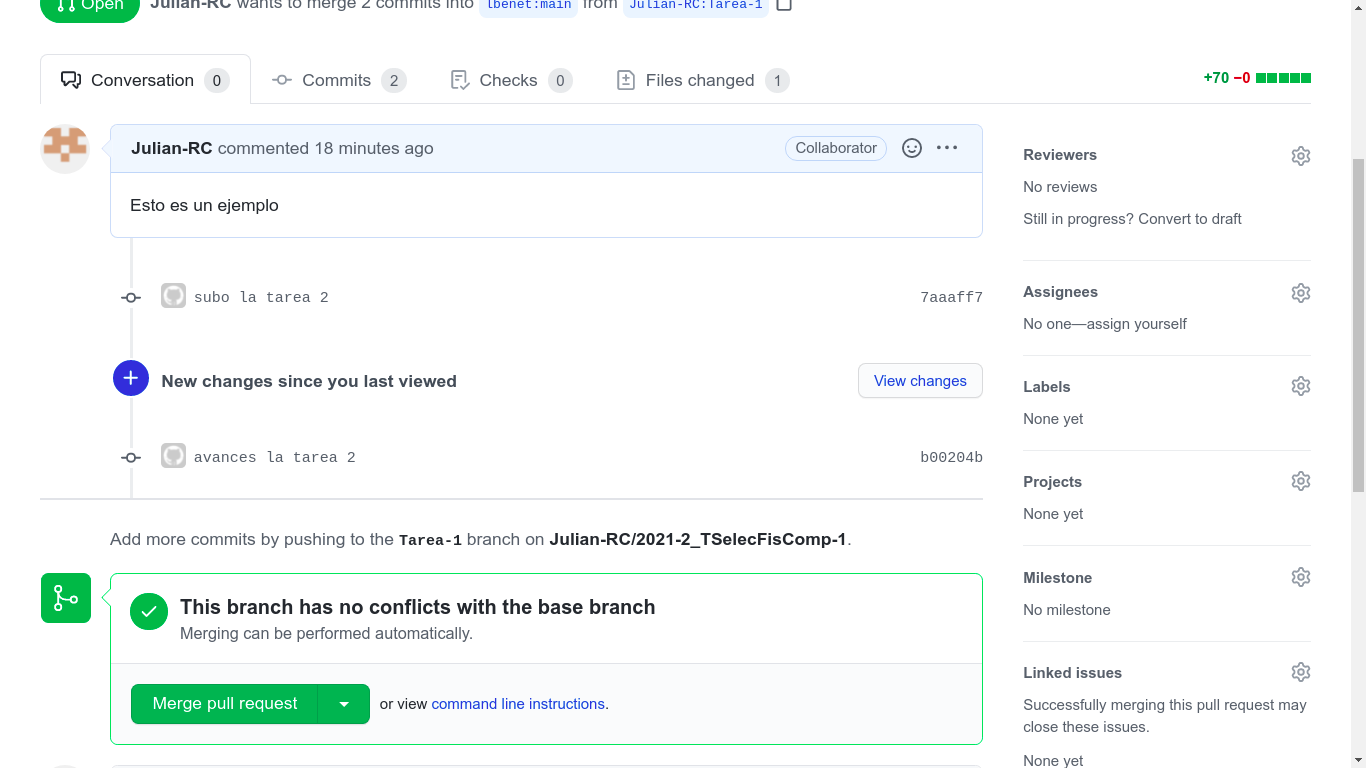 Open Julian-RC wants to merge 2 commits into lbenet:main from Julian-RC:Tarea-1
Conversation 0 Commits 2 Checks 0 Files changed 1 +70 −0
Julian-RC commented 18 minutes ago Collaborator
Esto es un ejemplo
subo la tarea 2 7aaaff7
New changes since you last viewed View changes
avances la tarea 2 b00204b
Add more commits by pushing to the Tarea-1 branch on Julian-RC/2021-2_TSelecFisComp-1.
This branch has no conflicts with the base branch
Merging can be performed automatically.
Merge pull request or view command line instructions.
Reviewers
No reviews
Still in progress? Convert to draft
Assignees
No one—assign yourself
Labels
None yet
Projects
None yet
Milestone
No milestone
Linked issues
Successfully merging this pull request may
close these issues.
None yet